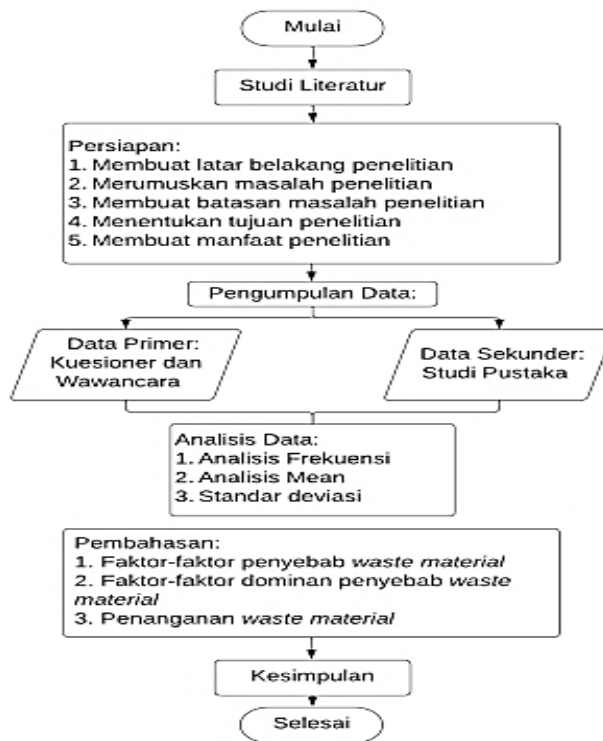 Mulai
Studi Literatur
Persiapan:
1. Membuat latar belakang penelitian
2. Merumuskan masalah penelitian
3. Membuat batasan masalah penelitian
4. Menentukan tujuan penelitian
5. Membuat manfaat penelitian
Pengumpulan Data:
Data Primer:
Kuesioner dan
Wawancara
Data Sekunder:
Studi Pustaka
Analisis Data:
1. Analisis Frekuensi
2. Analisis Mean
3. Standar deviasi
Pembahasan:
1. Faktor-faktor penyebab waste material
2. Faktor-faktor dominan penyebab waste
material
3. Penanganan waste material
Kesimpulan
Selesai